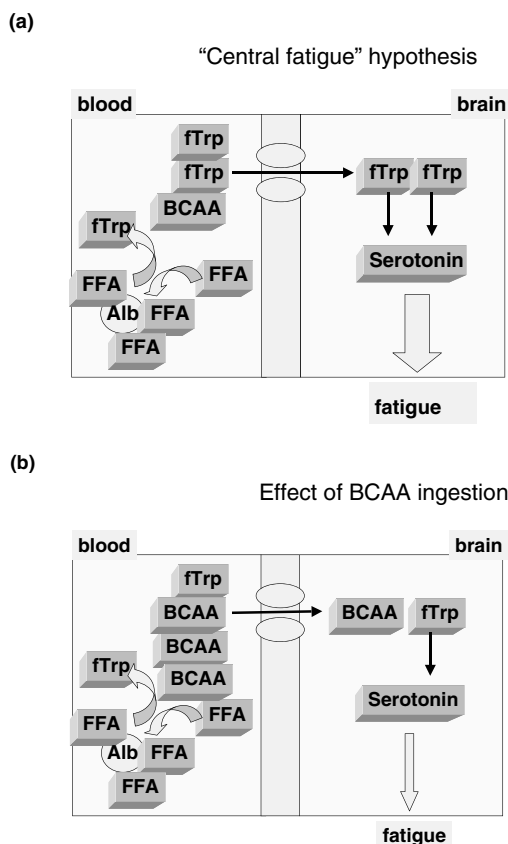 (a)
“Central fatigue” hypothesis
blood brain
fTrp
fTrp fTrp fTrp
BCAA
fTrp
Serotonin
FFA FFA
Alb FFA
FFA
fatigue
(b)
Effect of BCAA ingestion
blood brain
fTrp
BCAA BCAA fTrp
BCAA
fTrp BCAA
Serotonin
FFA FFA
Alb FFA
FFA
fatigue